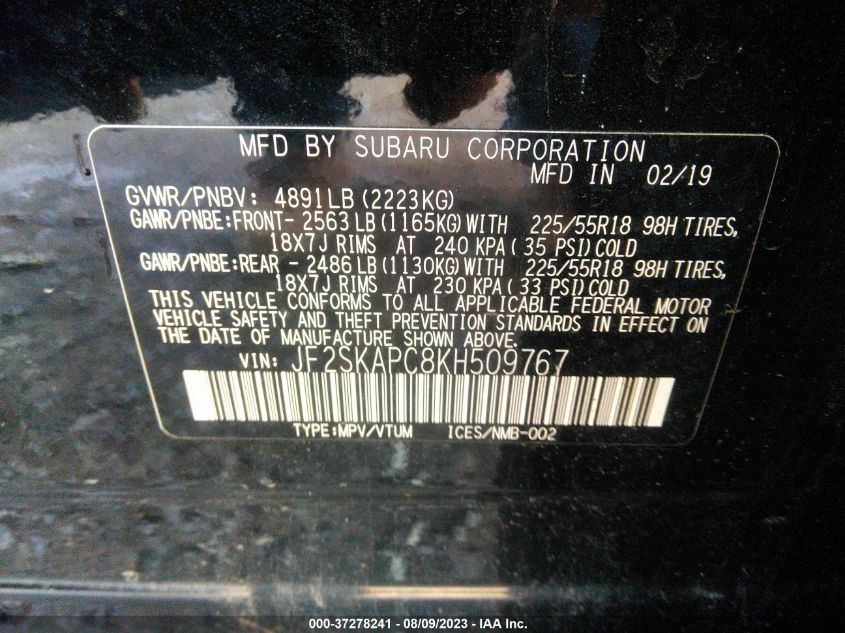 MFD BY SUBARU CORPORATION
MFD IN 02/19
GVWR/PNBV: 4891LB (2223KG)
GAWR/PNBE:FRONT- 2563 LB (1165KG) WITH 225/55R18 98H TIRES,
18X7J RIMS AT 240 KPA ( 35 PSI) COLD
GAWR/PNBE:REAR - 2486 LB (1130KG) WITH 225/55R18 98H TIRES,
18X7J RIMS AT 230 KPA ( 33 PSI) COLD
THIS VEHICLE CONFORMS TO ALL APPLICABLE FEDERAL MOTOR
VEHICLE SAFETY AND THEFT PREVENTION STANDARDS IN EFFECT ON
THE DATE OF MANUFACTURE SHOWN ABOVE.
VIN: JF2SKAPC8KH509767
TYPE:MPV/VTUM ICES/NMB-002
000-37278241 - 08/09/2023 - IAA Inc.